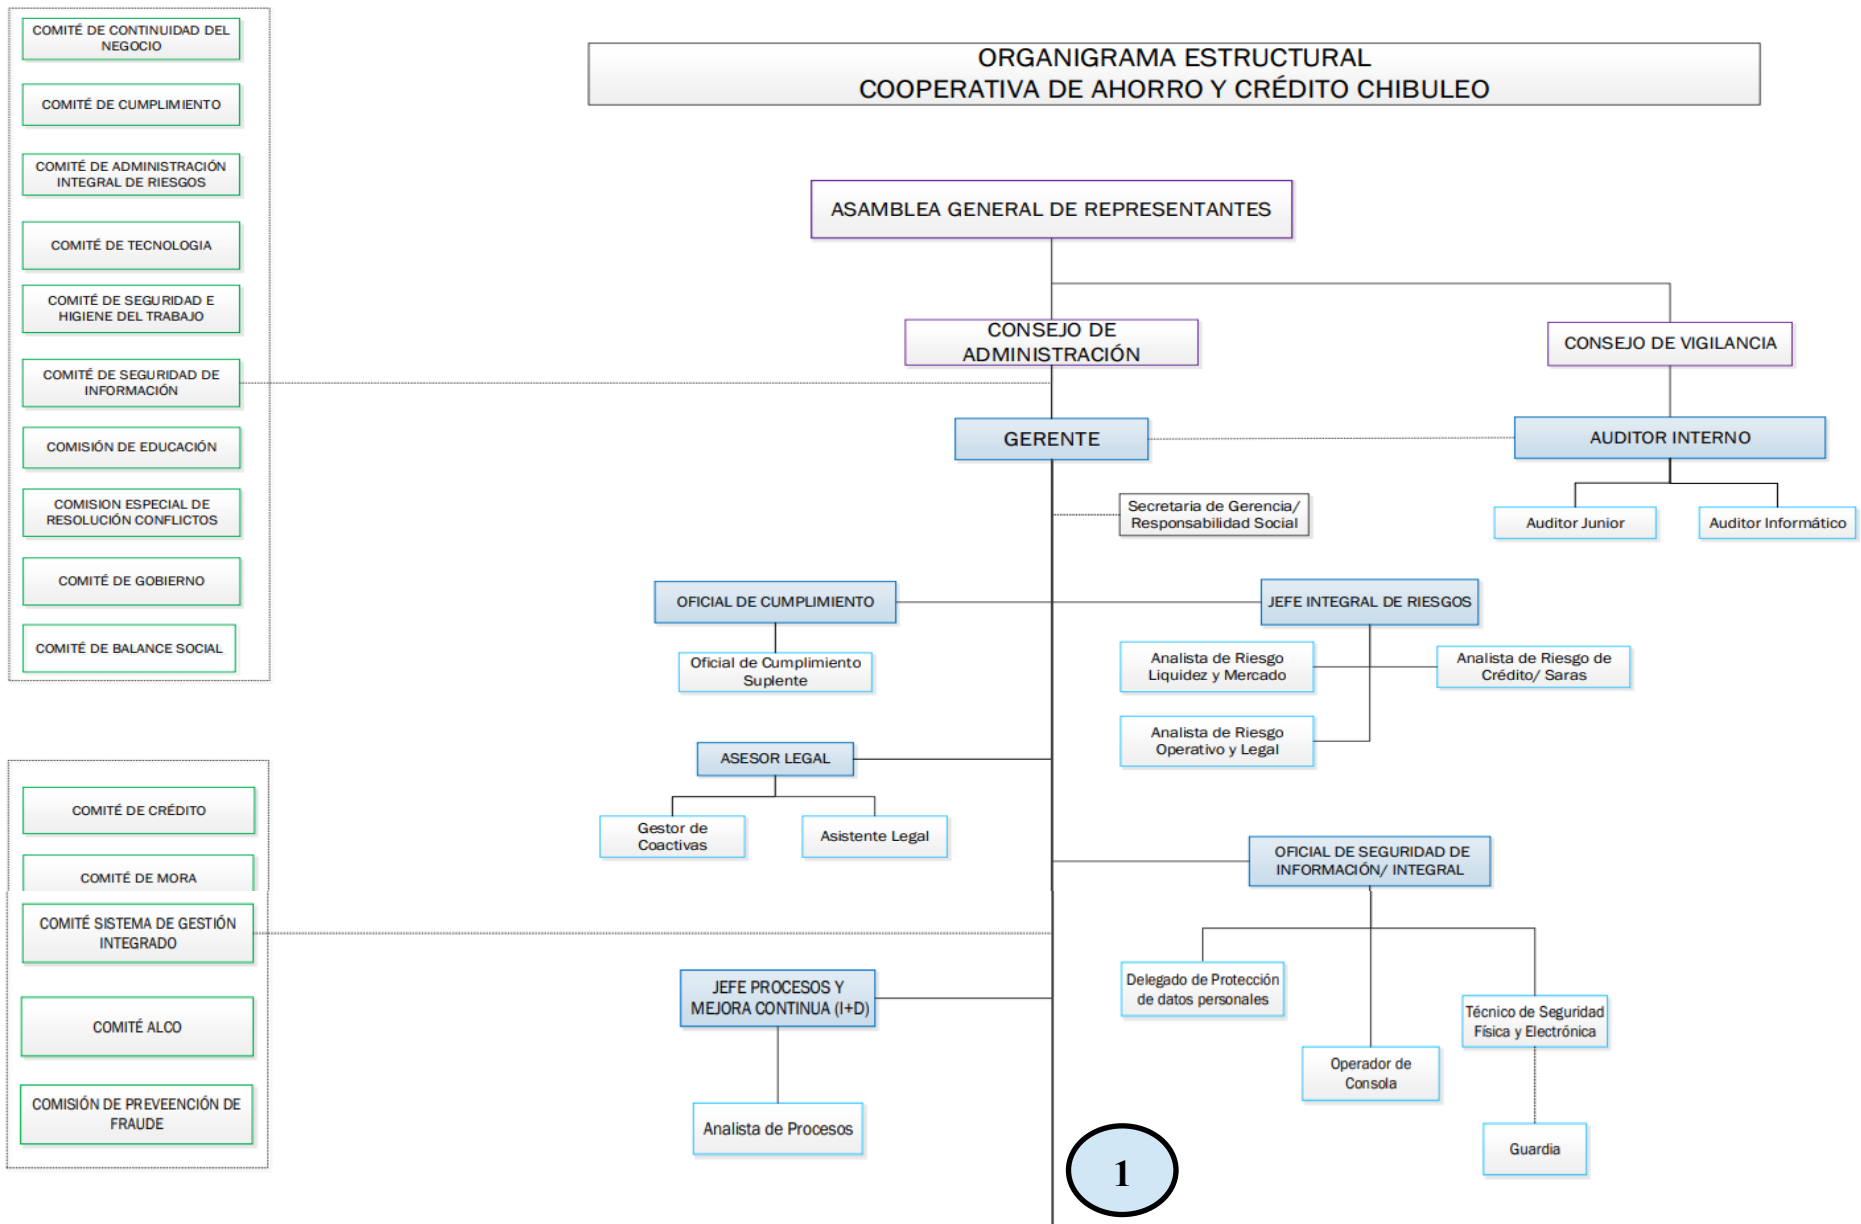 COMITÉ DE CONTINUIDAD DEL
NEGOCIO
COMITÉ DE CUMPLIMIENTO
COMITÉ DE ADMINISTRACIÓN
INTEGRAL DE RIESGOS
COMITÉ DE TECNOLOGIA
COMITÉ DE SEGURIDAD E
HIGIENE DEL TRABAJO
COMITÉ DE SEGURIDAD DE
INFORMACIÓN
COMISIÓN DE EDUCACIÓN
COMISION ESPECIAL DE
RESOLUCIÓN CONFLICTOS
COMITÉ DE GOBIERNO
COMITÉ DE BALANCE SOCIAL
COMITÉ DE CRÉDITO
COMITÉ DE MORA
COMITÉ SISTEMA DE GESTIÓN
INTEGRADO
COMITÉ ALCO
COMISIÓN DE PREVEENCIÓN DE
FRAUDE
ORGANIGRAMA ESTRUCTURAL
COOPERATIVA DE AHORRO Y CRÉDITO CHIBULEO
ASAMBLEA GENERAL DE REPRESENTANTES
CONSEJO DE
ADMINISTRACIÓN
CONSEJO DE VIGILANCIA
GERENTE
AUDITOR INTERNO
Secretaria de Gerencia/
Responsabilidad Social
Auditor Junior
Auditor Informático
OFICIAL DE CUMPLIMIENTO
JEFE INTEGRAL DE RIESGOS
Oficial de Cumplimiento
Suplente
Analista de Riesgo
Liquidez y Mercado
Analista de Riesgo de
Crédito/ Saras
Analista de Riesgo
Operativo y Legal
ASESOR LEGAL
Gestor de
Coactivas
Asistente Legal
OFICIAL DE SEGURIDAD DE
INFORMACIÓN/ INTEGRAL
JEFE PROCESOS Y
MEJORA CONTINUA (I+D)
Delegado de Protección
de datos personales
Técnico de Seguridad
Física y Electrónica
Operador de
Consola
Analista de Procesos
Guardia
1